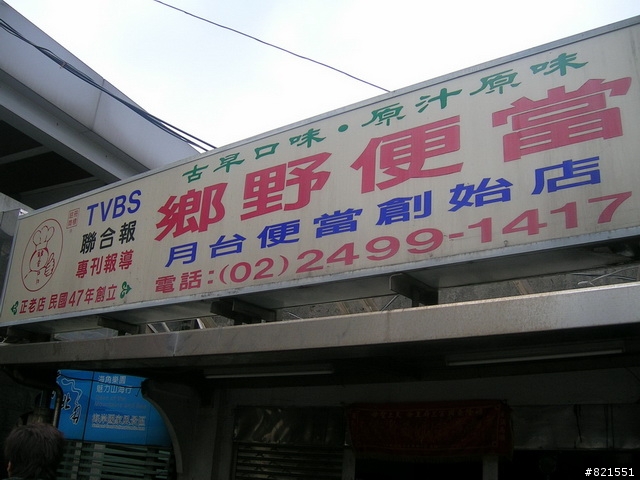 古早口味・原汁原味
鄉野便當
月台便當創始店
電話：(02)2499-1417
TVBS
聯合報
專刊報導
正老店 民國47年創立
#821551